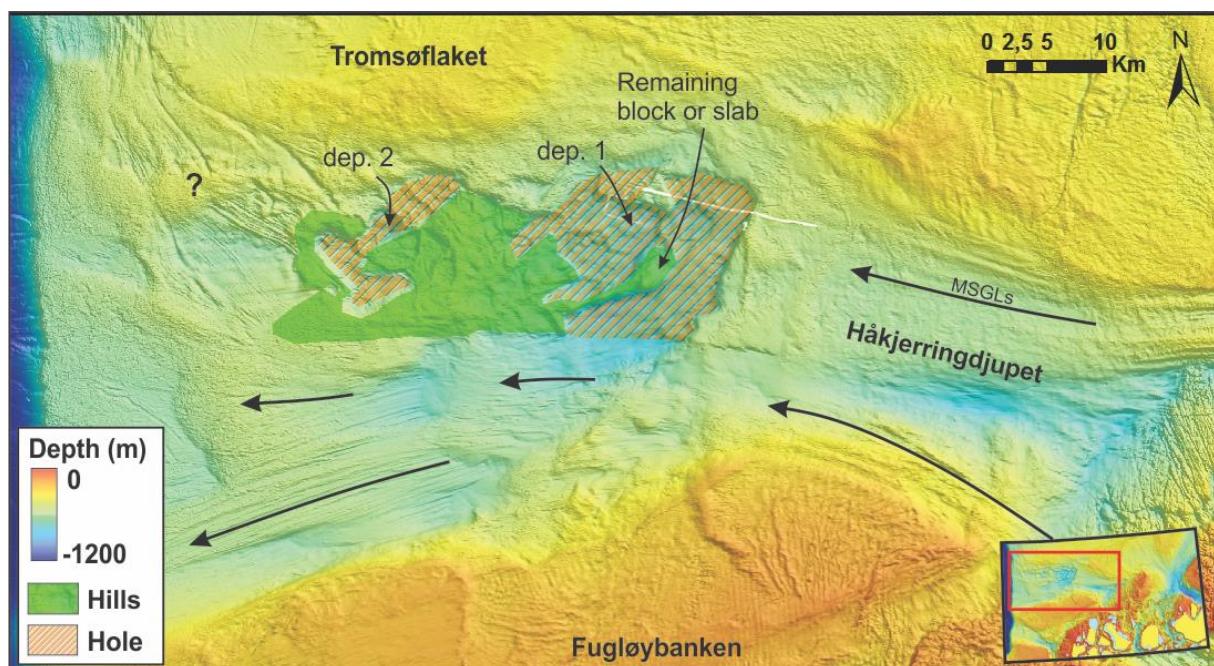 Tromsøflaket
0 2,5 5 10
Km
N
Remaining
block or slab
dep. 2
dep. 1
?
MSGLs
Håkjerringdjupet
Depth (m)
0
-1200
Hills
Hole
Fugløybanken